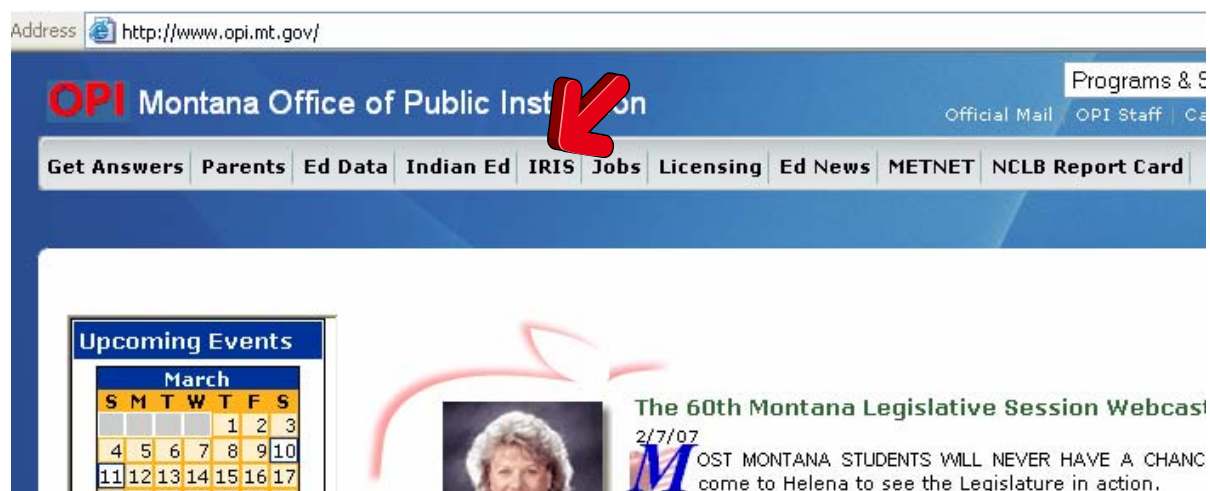 Address http://www.opi.mt.gov/
Programs & S
OPI Montana Office of Public Inst on
Official Mail OPI Staff Ca
Get Answers Parents Ed Data Indian Ed IRIS Jobs Licensing Ed News METNET NCLB Report Card
Upcoming Events
March
S M T W T F S
1 2 3
4 5 6 7 8 9 10
11 12 13 14 15 16 17
The 60th Montana Legislative Session Webcast
2/7/07
MOST MONTANA STUDENTS WILL NEVER HAVE A CHANC
come to Helena to see the Legislature in action.